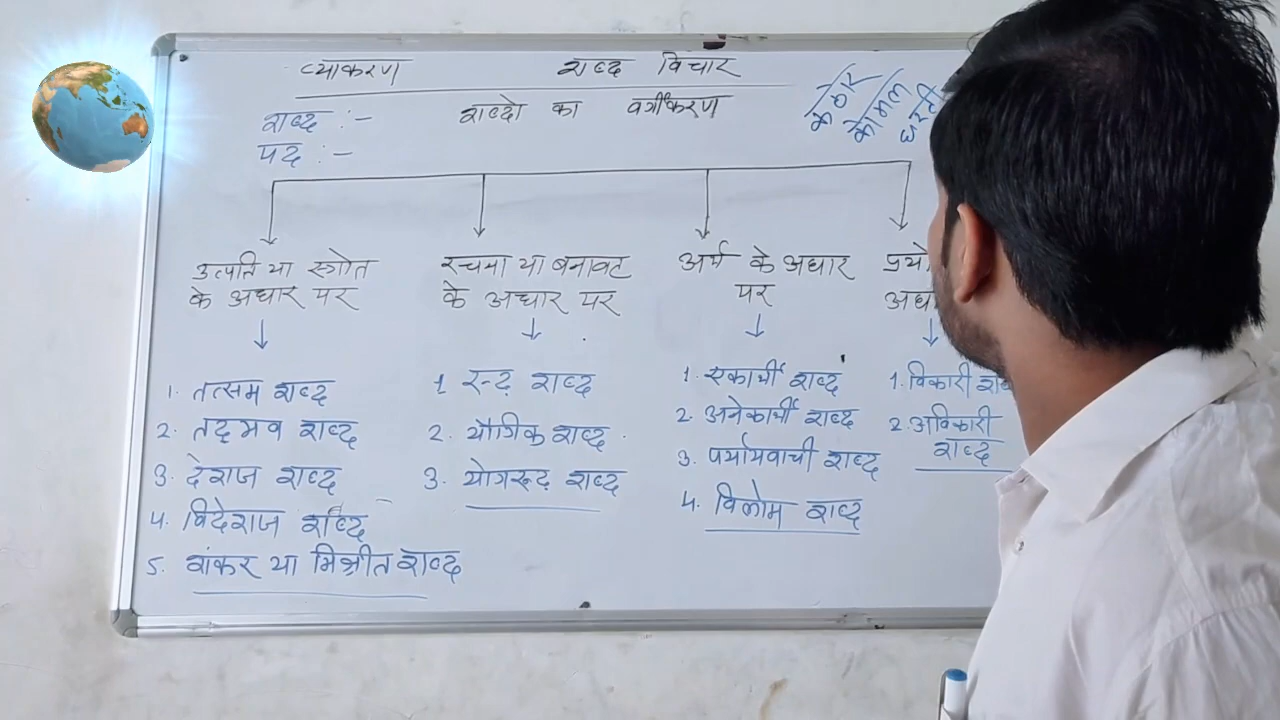 व्याकरण शब्द विचार
शब्दो का वर्गीकरण
शब्द :-
पद :-
कठोर
कोमल
उत्पति या स्त्रोत
के अधार पर
रचना या बनावट
के अधार पर
अर्थ के अधार
पर
1. तत्सम शब्द
2. तद्भव शब्द
3. देशज शब्द
4. विदेशज शब्द
5. शंकर या मिश्रीत शब्द
1 रूढ़ शब्द
2. यौगिक शब्द
3. योगरूढ़ शब्द
1. एकार्थी शब्द
2. अनेकार्थी शब्द
3. पर्यायवाची शब्द
4. विलोम शब्द
1. विकारी
2. अविकारी
शब्द